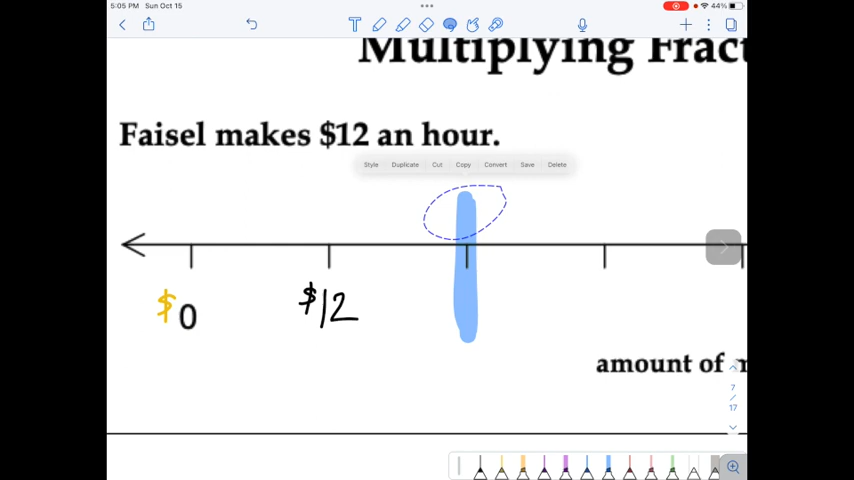 5:05 PM Sun Oct 15
44%
T
Multiplying Fract
Faisel makes $12 an hour.
Style Duplicate Cut Copy Convert Save Delete
$0
$12
amount of
7
/
17